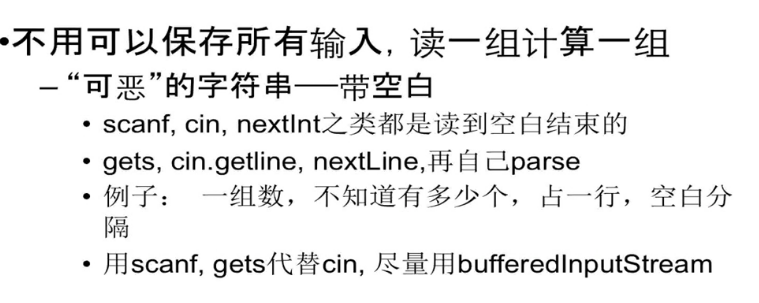 •不用可以保存所有输入，读一组计算一组
– “可恶”的字符串——带空白
• scanf, cin, nextInt之类都是读到空白结束的
• gets, cin.getline, nextLine,再自己parse
• 例子： 一组数，不知道有多少个，占一行，空白分
隔
• 用scanf, gets代替cin, 尽量用bufferedInputStream